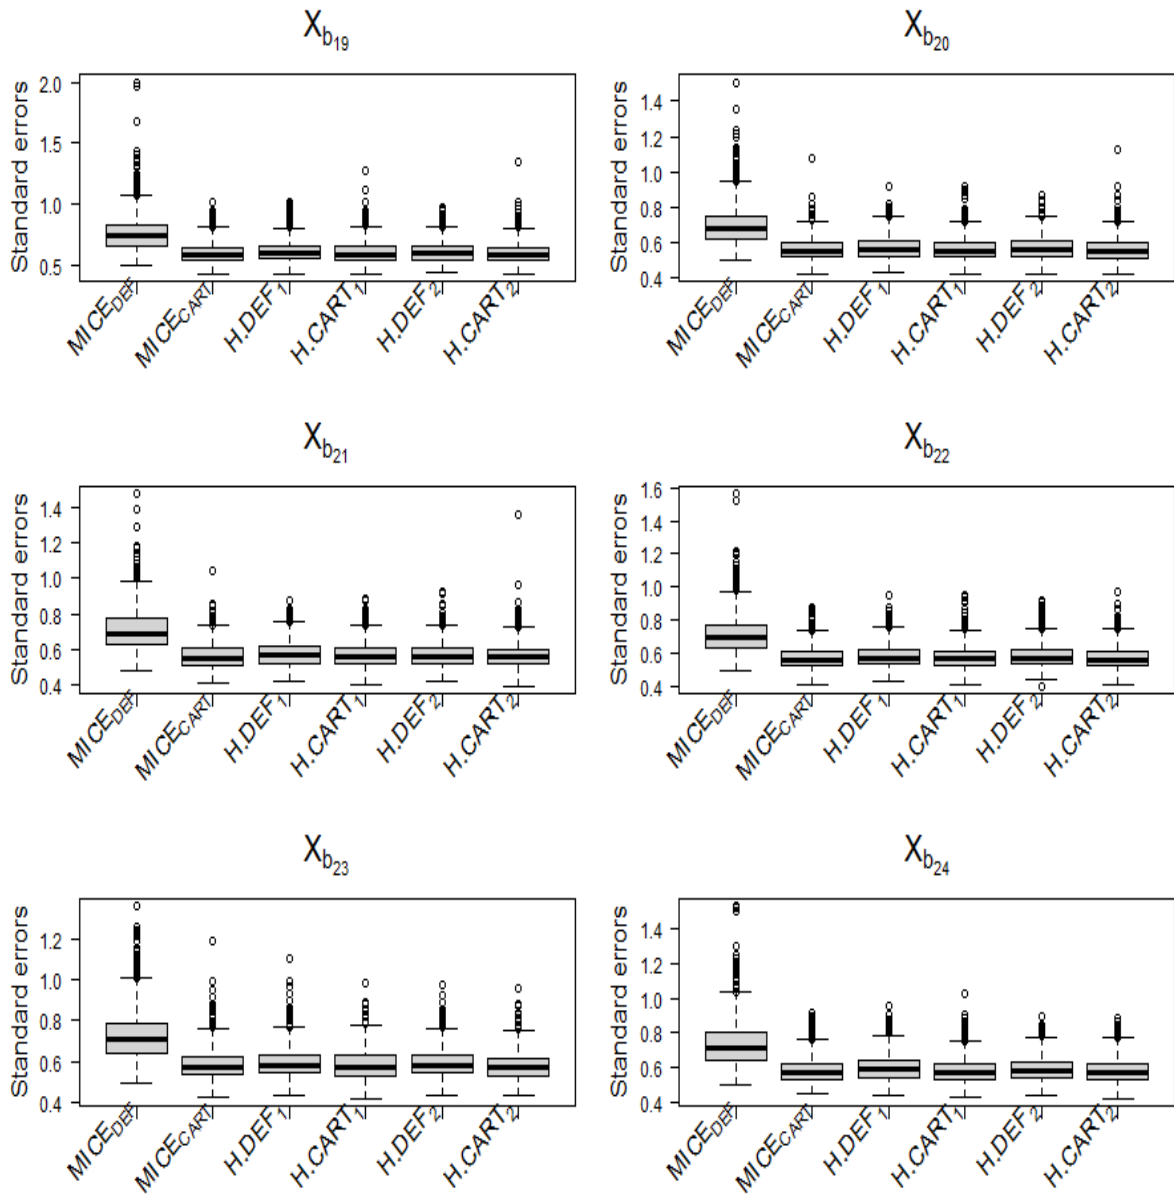 X_b19
Standard errors
2.0
1.5
1.0
0.5
MICE_DEF
MICE_CART
H.DEF_1
H.CART_1
H.DEF_2
H.CART_2
X_b20
Standard errors
1.4
1.2
1.0
0.8
0.6
0.4
MICE_DEF
MICE_CART
H.DEF_1
H.CART_1
H.DEF_2
H.CART_2
X_b21
Standard errors
1.4
1.2
1.0
0.8
0.6
0.4
MICE_DEF
MICE_CART
H.DEF_1
H.CART_1
H.DEF_2
H.CART_2
X_b22
Standard errors
1.6
1.4
1.2
1.0
0.8
0.6
0.4
MICE_DEF
MICE_CART
H.DEF_1
H.CART_1
H.DEF_2
H.CART_2
X_b23
Standard errors
1.2
1.0
0.8
0.6
0.4
MICE_DEF
MICE_CART
H.DEF_1
H.CART_1
H.DEF_2
H.CART_2
X_b24
Standard errors
1.4
1.2
1.0
0.8
0.6
0.4
MICE_DEF
MICE_CART
H.DEF_1
H.CART_1
H.DEF_2
H.CART_2